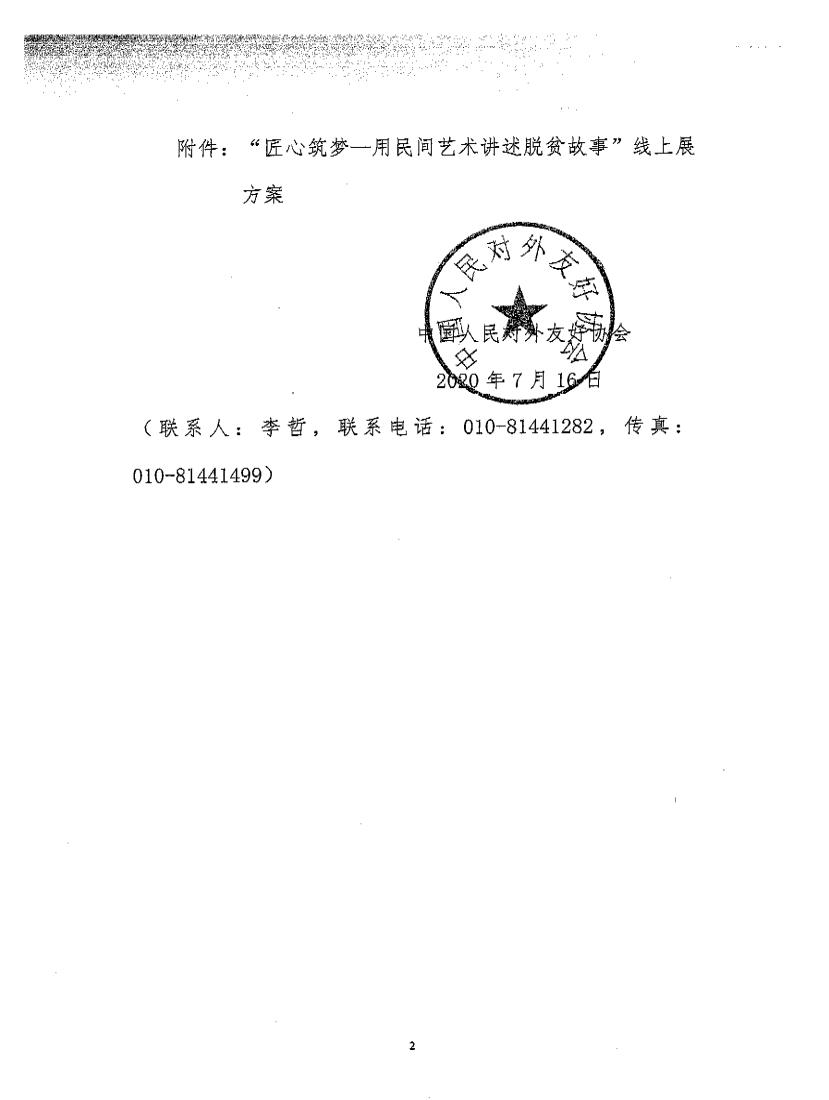 附件：“匠心筑梦—用民间艺术讲述脱贫故事”线上展
方案
中国人民对外友好协会
中国人民对外友好协会
2020年7月16日
（联系人：李哲，联系电话：010-81441282，传真：
010-81441499）
2